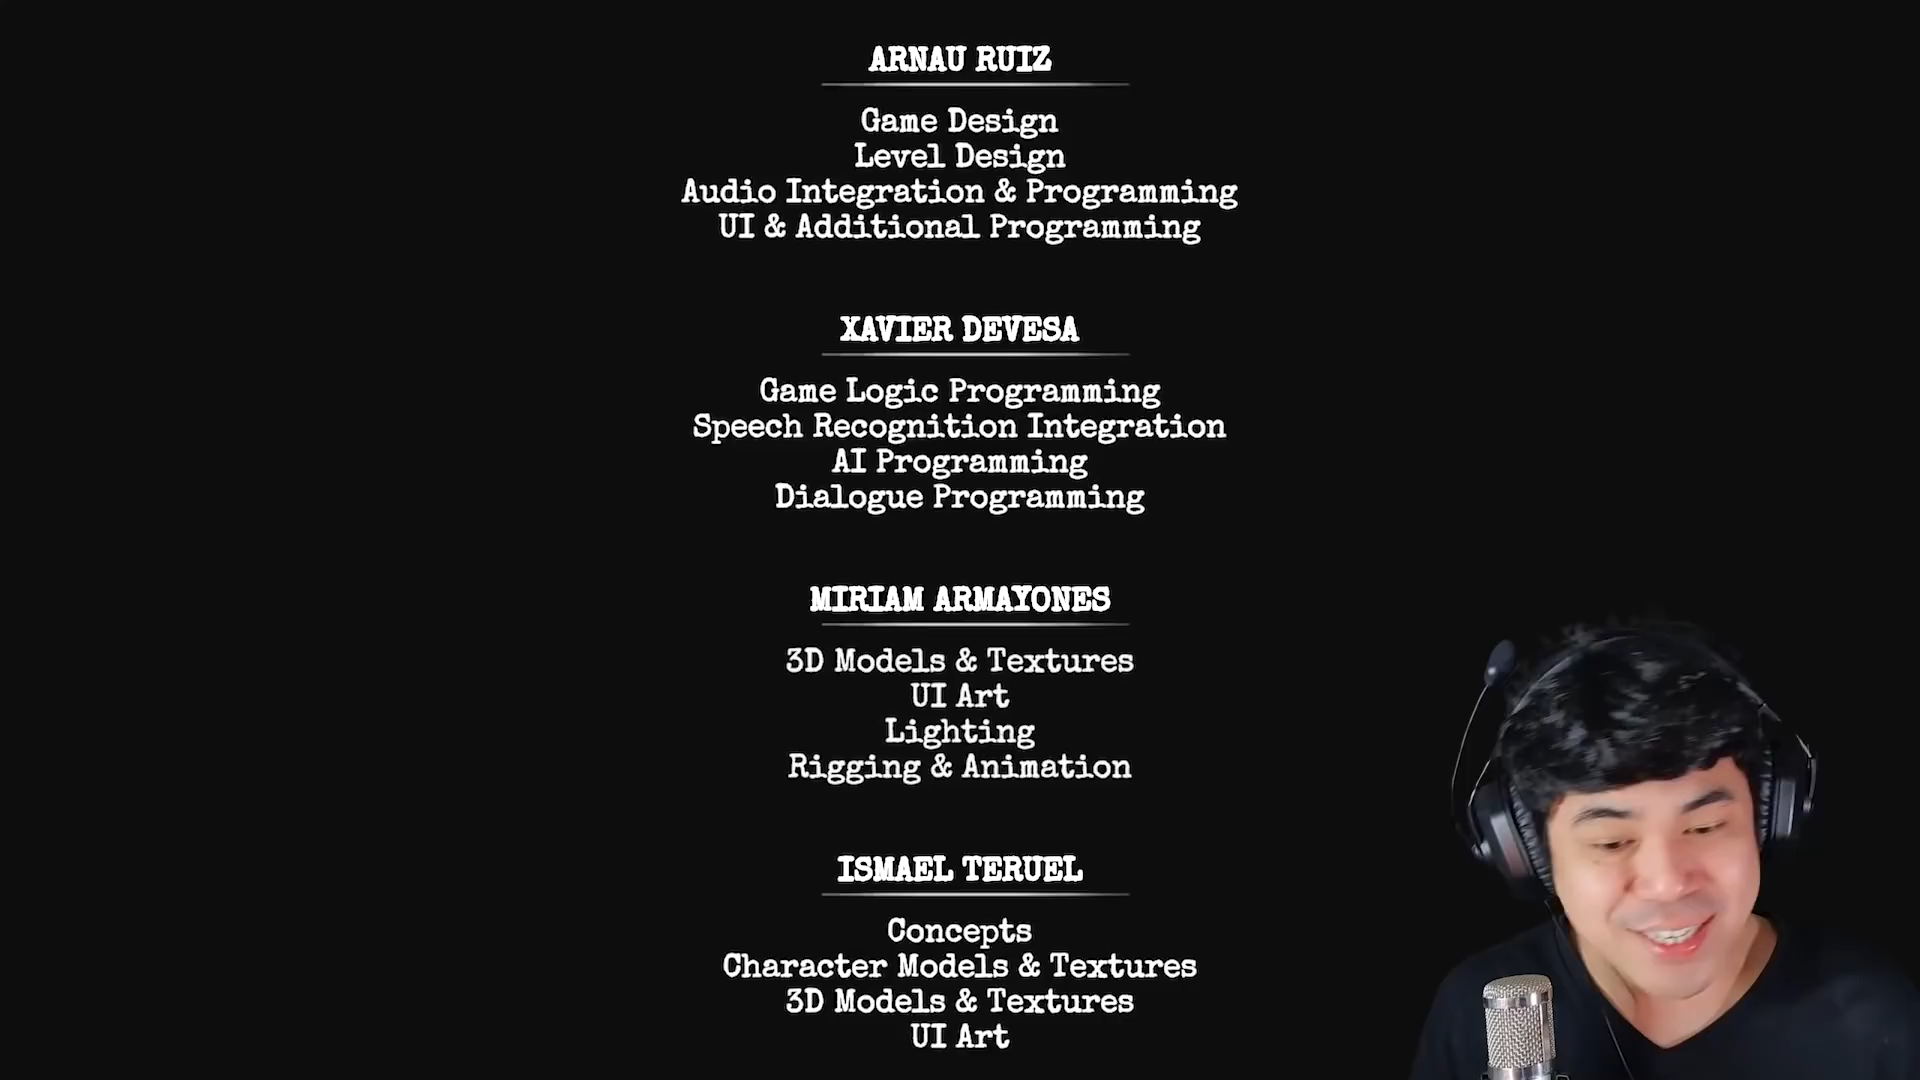 ARNAU RUIZ
Game Design
Level Design
Audio Integration & Programming
UI & Additional Programming
XAVIER DEVESA
Game Logic Programming
Speech Recognition Integration
AI Programming
Dialogue Programming
MIRIAM ARMAYONES
3D Models & Textures
UI Art
Lighting
Rigging & Animation
ISMAEL TERUEL
Concepts
Character Models & Textures
3D Models & Textures
UI Art